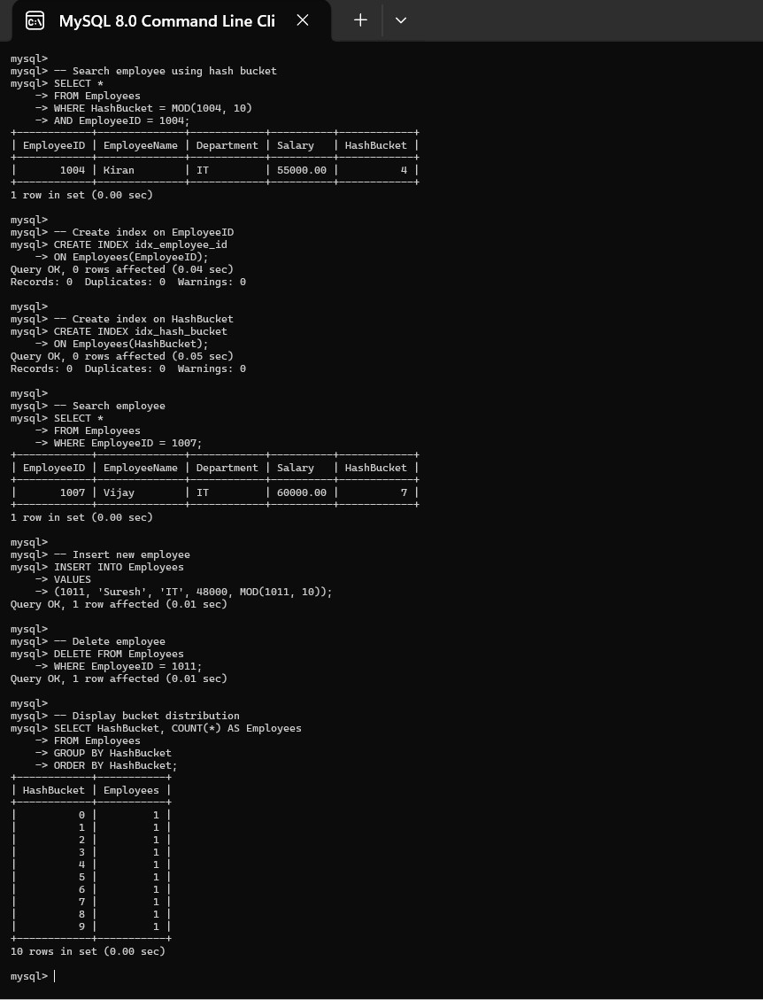 MySQL 8.0 Command Line Cli
mysql>
mysql> -- Search employee using hash bucket
mysql> SELECT *
    -> FROM Employees
    -> WHERE HashBucket = MOD(1004, 10)
    -> AND EmployeeID = 1004;
+------------+--------------+------------+----------+------------+
| EmployeeID | EmployeeName | Department | Salary   | HashBucket |
+------------+--------------+------------+----------+------------+
|       1004 | Kiran        | IT         | 55000.00 |          4 |
+------------+--------------+------------+----------+------------+
1 row in set (0.00 sec)
mysql>
mysql> -- Create index on EmployeeID
mysql> CREATE INDEX idx_employee_id
    -> ON Employees(EmployeeID);
Query OK, 0 rows affected (0.04 sec)
Records: 0  Duplicates: 0  Warnings: 0
mysql>
mysql> -- Create index on HashBucket
mysql> CREATE INDEX idx_hash_bucket
    -> ON Employees(HashBucket);
Query OK, 0 rows affected (0.05 sec)
Records: 0  Duplicates: 0  Warnings: 0
mysql>
mysql> -- Search employee
mysql> SELECT *
    -> FROM Employees
    -> WHERE EmployeeID = 1007;
+------------+--------------+------------+----------+------------+
| EmployeeID | EmployeeName | Department | Salary   | HashBucket |
+------------+--------------+------------+----------+------------+
|       1007 | Vijay        | IT         | 60000.00 |          7 |
+------------+--------------+------------+----------+------------+
1 row in set (0.00 sec)
mysql>
mysql> -- Insert new employee
mysql> INSERT INTO Employees
    -> VALUES
    -> (1011, 'Suresh', 'IT', 48000, MOD(1011, 10));
Query OK, 1 row affected (0.01 sec)
mysql>
mysql> -- Delete employee
mysql> DELETE FROM Employees
    -> WHERE EmployeeID = 1011;
Query OK, 1 row affected (0.01 sec)
mysql>
mysql> -- Display bucket distribution
mysql> SELECT HashBucket, COUNT(*) AS Employees
    -> FROM Employees
    -> GROUP BY HashBucket
    -> ORDER BY HashBucket;
+------------+-----------+
| HashBucket | Employees |
+------------+-----------+
|          0 |         1 |
|          1 |         1 |
|          2 |         1 |
|          3 |         1 |
|          4 |         1 |
|          5 |         1 |
|          6 |         1 |
|          7 |         1 |
|          8 |         1 |
|          9 |         1 |
+------------+-----------+
10 rows in set (0.00 sec)
mysql>